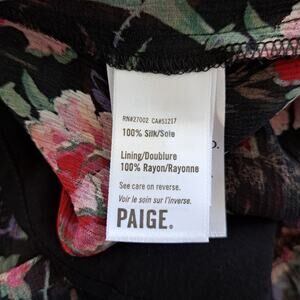 RN#27002 CA#51217
100% Silk/Soie
Lining/Doublure
100% Rayon/Rayonne
See care on reverse.
Voir le soin sur l'inverse.
PAIGE.